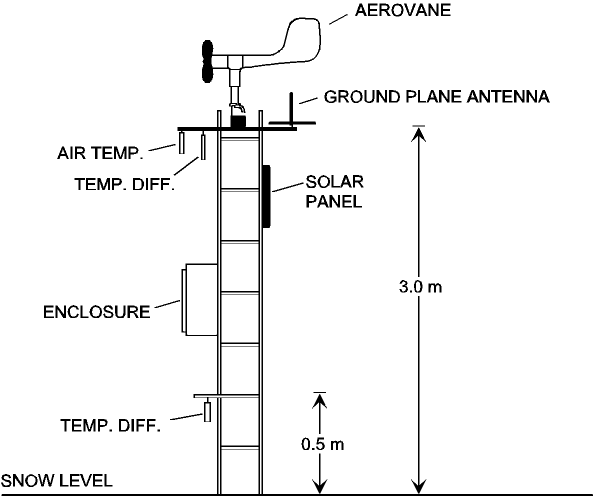 AEROVANE
GROUND PLANE ANTENNA
AIR TEMP.
TEMP. DIFF.
SOLAR
PANEL
3.0 m
ENCLOSURE
TEMP. DIFF.
0.5 m
SNOW LEVEL